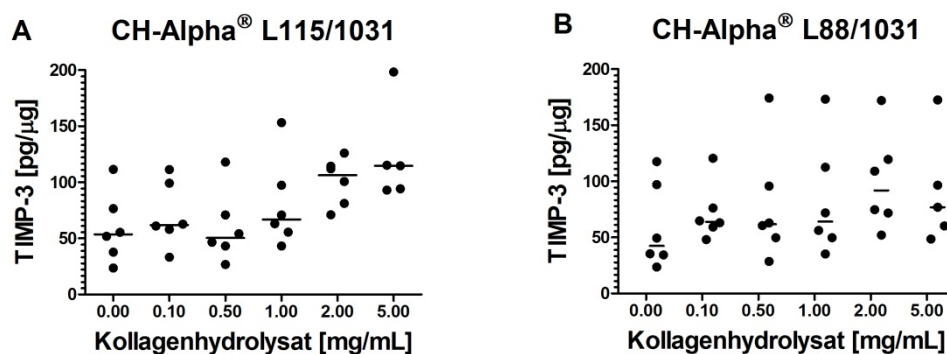 A
CH-Alpha® L115/1031
TIMP-3 [pg/µg]
200
150
100
50
0
0.00 0.10 0.50 1.00 2.00 5.00
Kollagenhydrolysat [mg/mL]
B
CH-Alpha® L88/1031
TIMP-3 [pg/µg]
200
150
100
50
0
0.00 0.10 0.50 1.00 2.00 5.00
Kollagenhydrolysat [mg/mL]